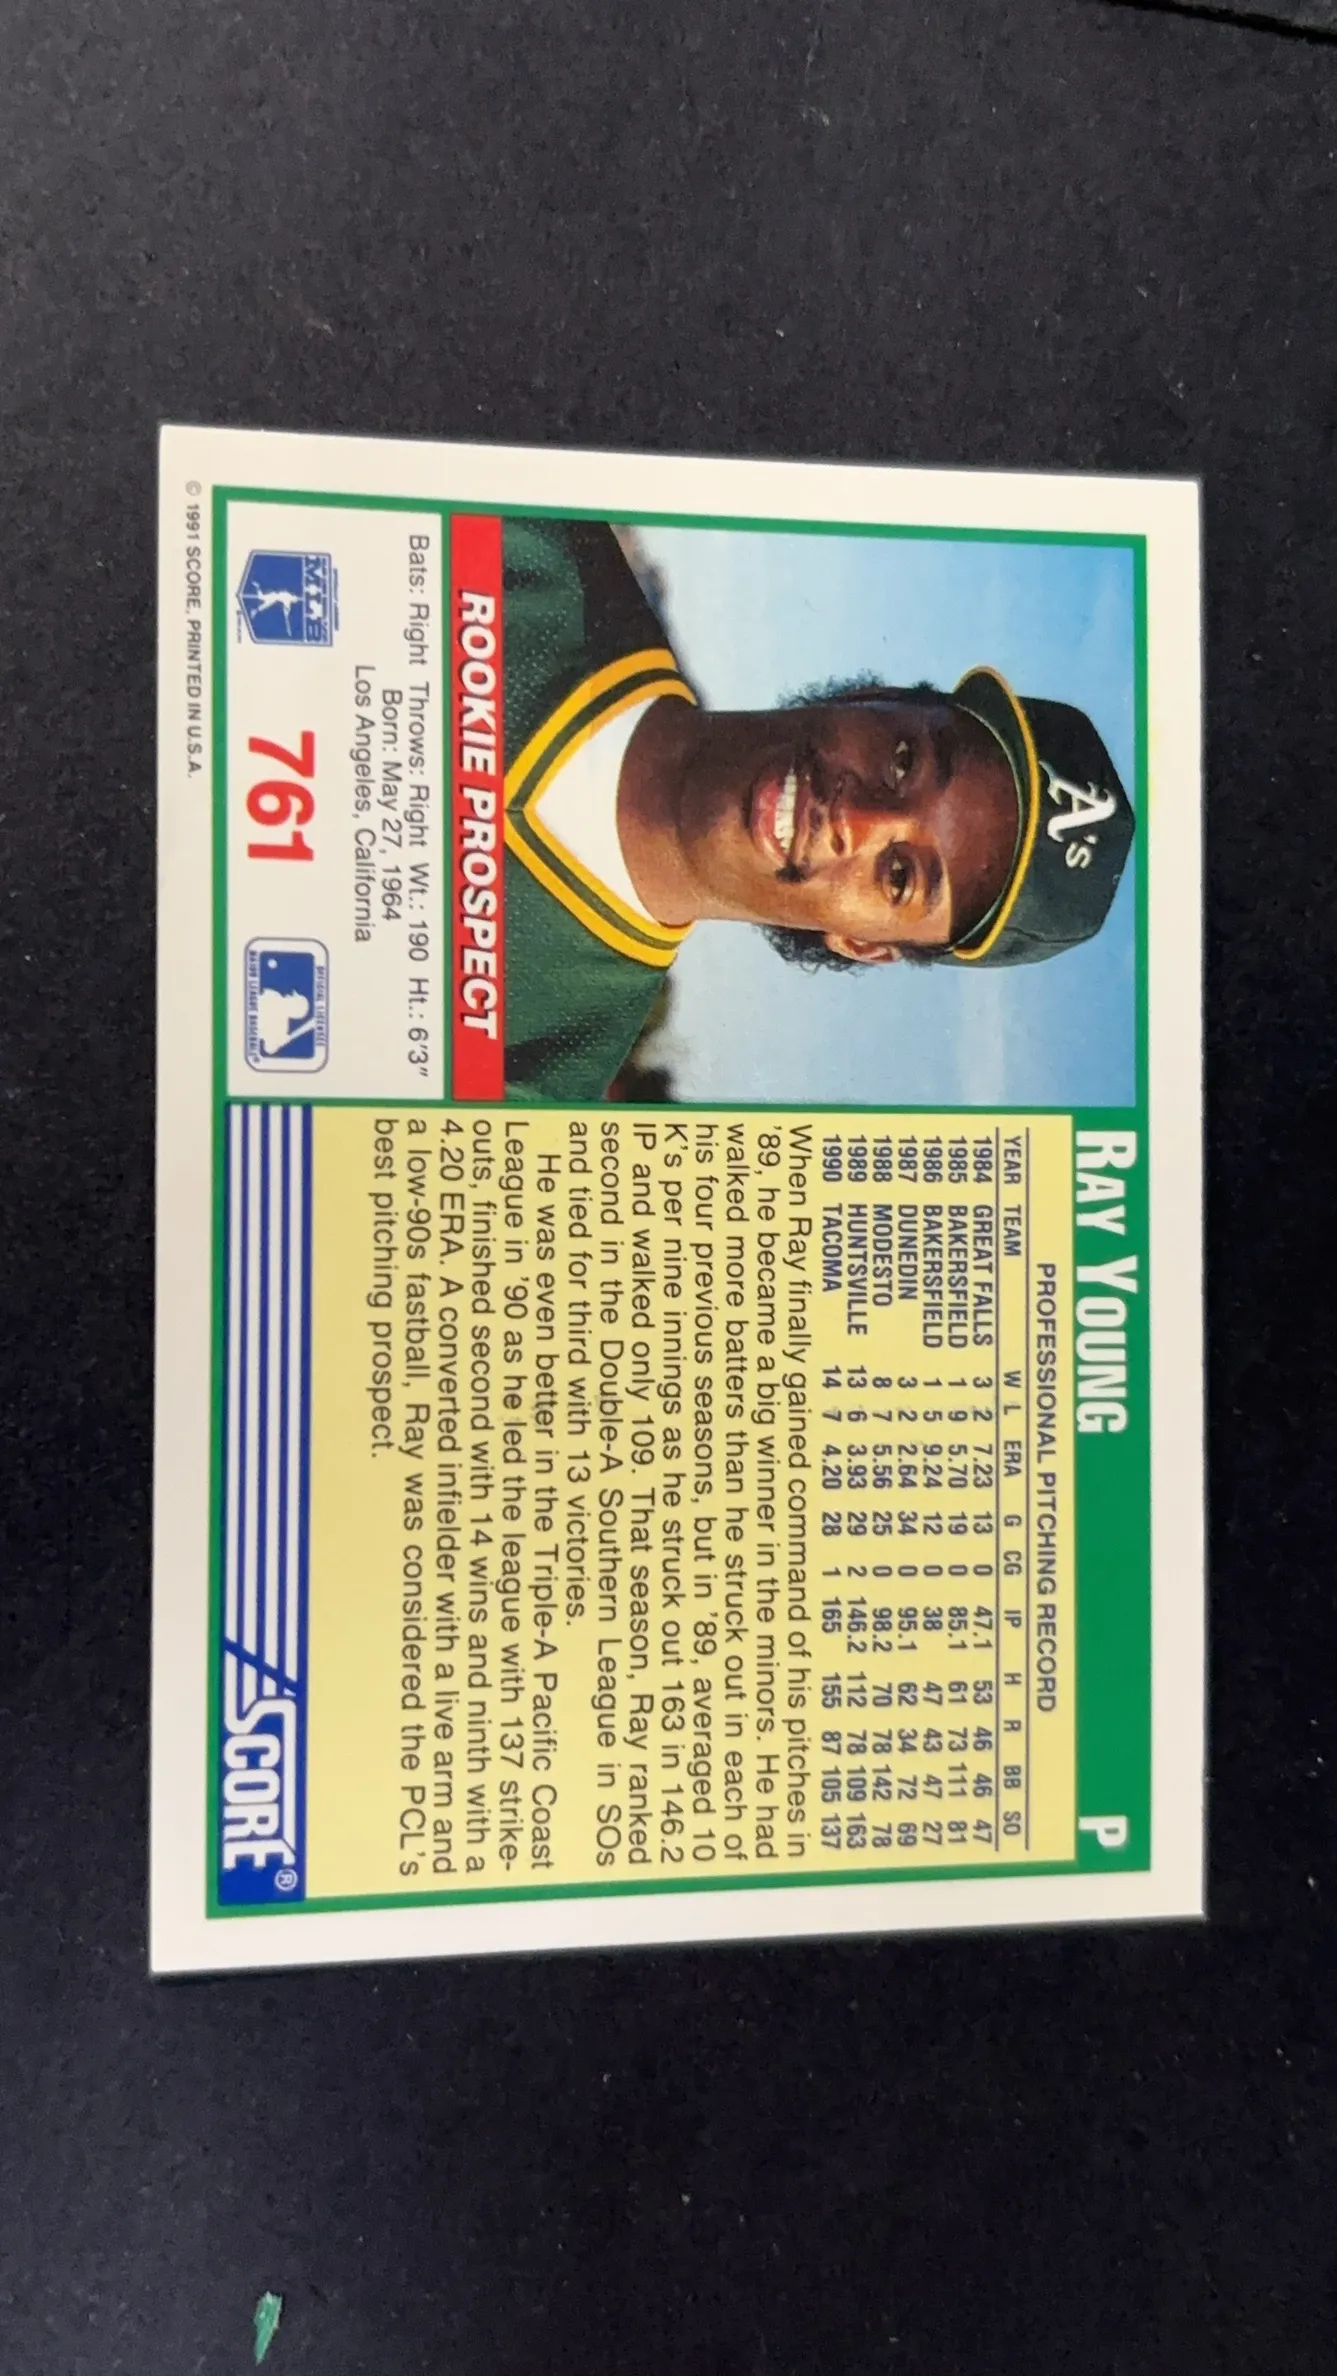 RAY YOUNG P
A's
ROOKIE PROSPECT
Bats: Right Throws: Right Wt.: 190 Ht.: 6'3"
Born: May 27, 1964
Los Angeles, California
MLB
761
OFFICIAL LICENSEE
MAJOR LEAGUE BASEBALL
PROFESSIONAL PITCHING RECORD
YEAR TEAM W L ERA G CG IP H R BB SO
1984 GREAT FALLS 3 2 7.23 13 0 47.1 53 46 46 47
1985 BAKERSFIELD 1 9 5.70 19 0 85.1 61 73 111 81
1986 BAKERSFIELD 1 5 9.24 12 0 38 47 43 47 27
1987 DUNEDIN 3 2 2.64 34 0 95.1 62 34 72 69
1988 MODESTO 8 7 5.56 25 0 98.2 70 78 142 78
1989 HUNTSVILLE 13 6 3.93 29 2 146.2 112 78 109 163
1990 TACOMA 14 7 4.20 28 1 165 155 87 105 137
When Ray finally gained command of his pitches in
'89, he became a big winner in the minors. He had
walked more batters than he struck out in each of
his four previous seasons, but in '89, averaged 10
K's per nine innings as he struck out 163 in 146.2
IP and walked only 109. That season, Ray ranked
second in the Double-A Southern League in SOs
and tied for third with 13 victories.
He was even better in the Triple-A Pacific Coast
League in '90 as he led the league with 137 strike-
outs, finished second with 14 wins and ninth with a
4.20 ERA. A converted infielder with a live arm and
a low-90s fastball, Ray was considered the PCL's
best pitching prospect.
SCORE®
© 1991 SCORE, PRINTED IN U.S.A.